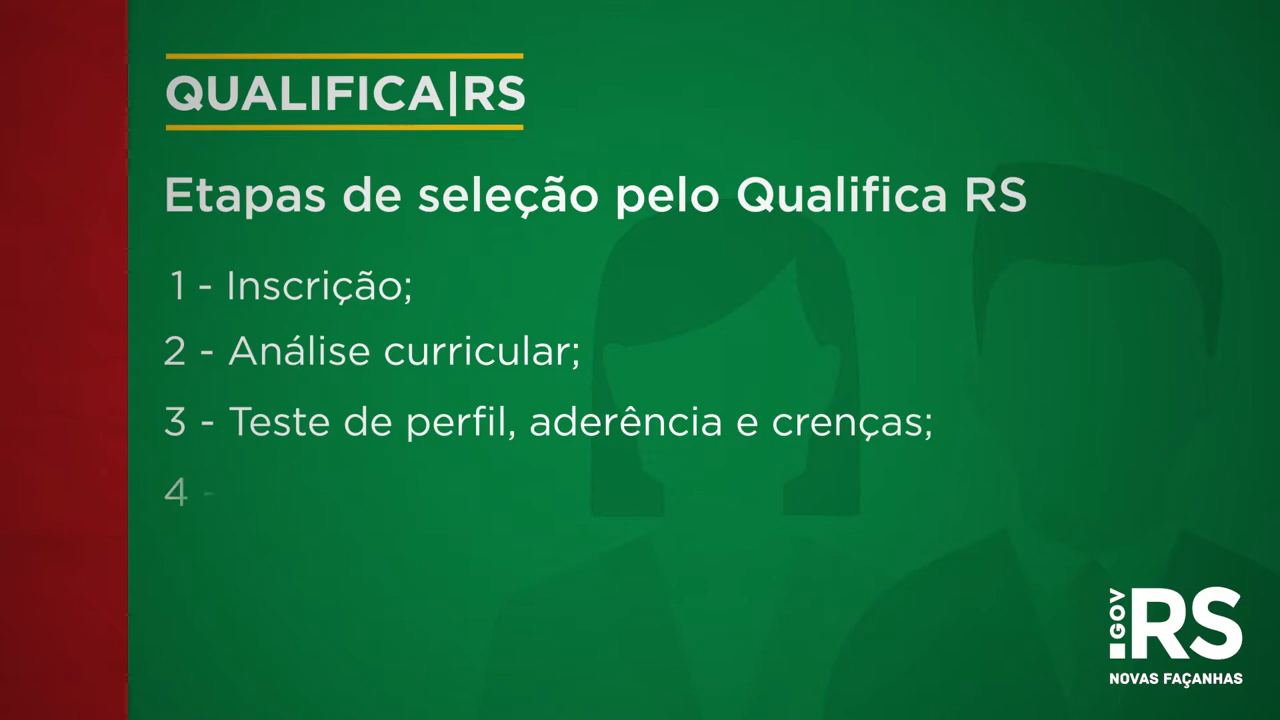 QUALIFICA|RS
Etapas de seleção pelo Qualifica RS
1 - Inscrição;
2 - Análise curricular;
3 - Teste de perfil, aderência e crenças;
4 -
.GOV
RS
NOVAS FAÇANHAS